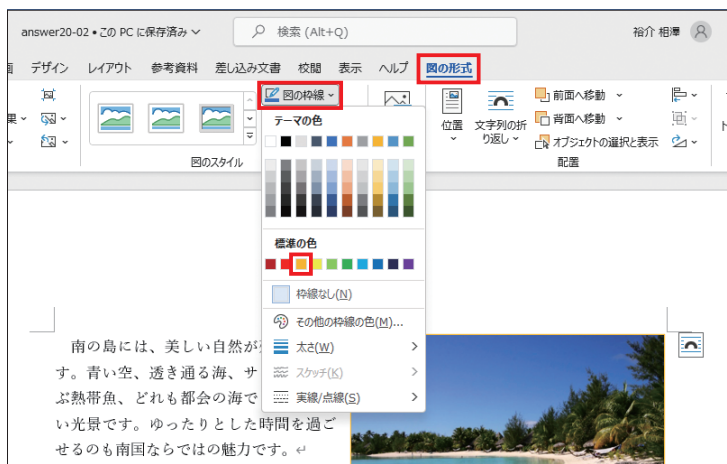 answer20-02 • この PC に保存済み
検索 (Alt+Q)
裕介 相澤
デザイン レイアウト 参考資料 差し込み文書 校閲 表示 ヘルプ 図の形式
図の枠線
前面へ移動
背面へ移動
オブジェクトの選択と表示
位置
文字列の折
り返し
図のスタイル
配置
テーマの色
標準の色
枠線なし(N)
その他の枠線の色(M)...
太さ(W)
スケッチ(K)
実線/点線(S)
南の島には、美しい自然が
す。青い空、透き通る海、サ
ぶ熱帯魚、どれも都会の海で
い光景です。ゆったりとした時間を過ご
せるのも南国ならではの魅力です。↵